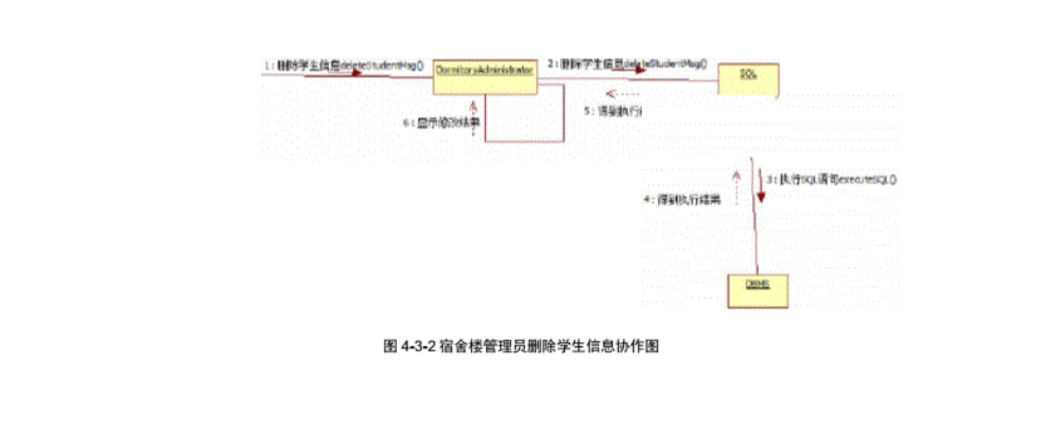 1：删除学生信息deleteStudentMsg()
DormitoryAdministrator
2：删除学生信息deleteStudentMsg()
SQL
5：得到执行
6：显示修改结果
3：执行SQL语句executeSQL()
4：得到执行结果
DBMS
图 4-3-2 宿舍楼管理员删除学生信息协作图